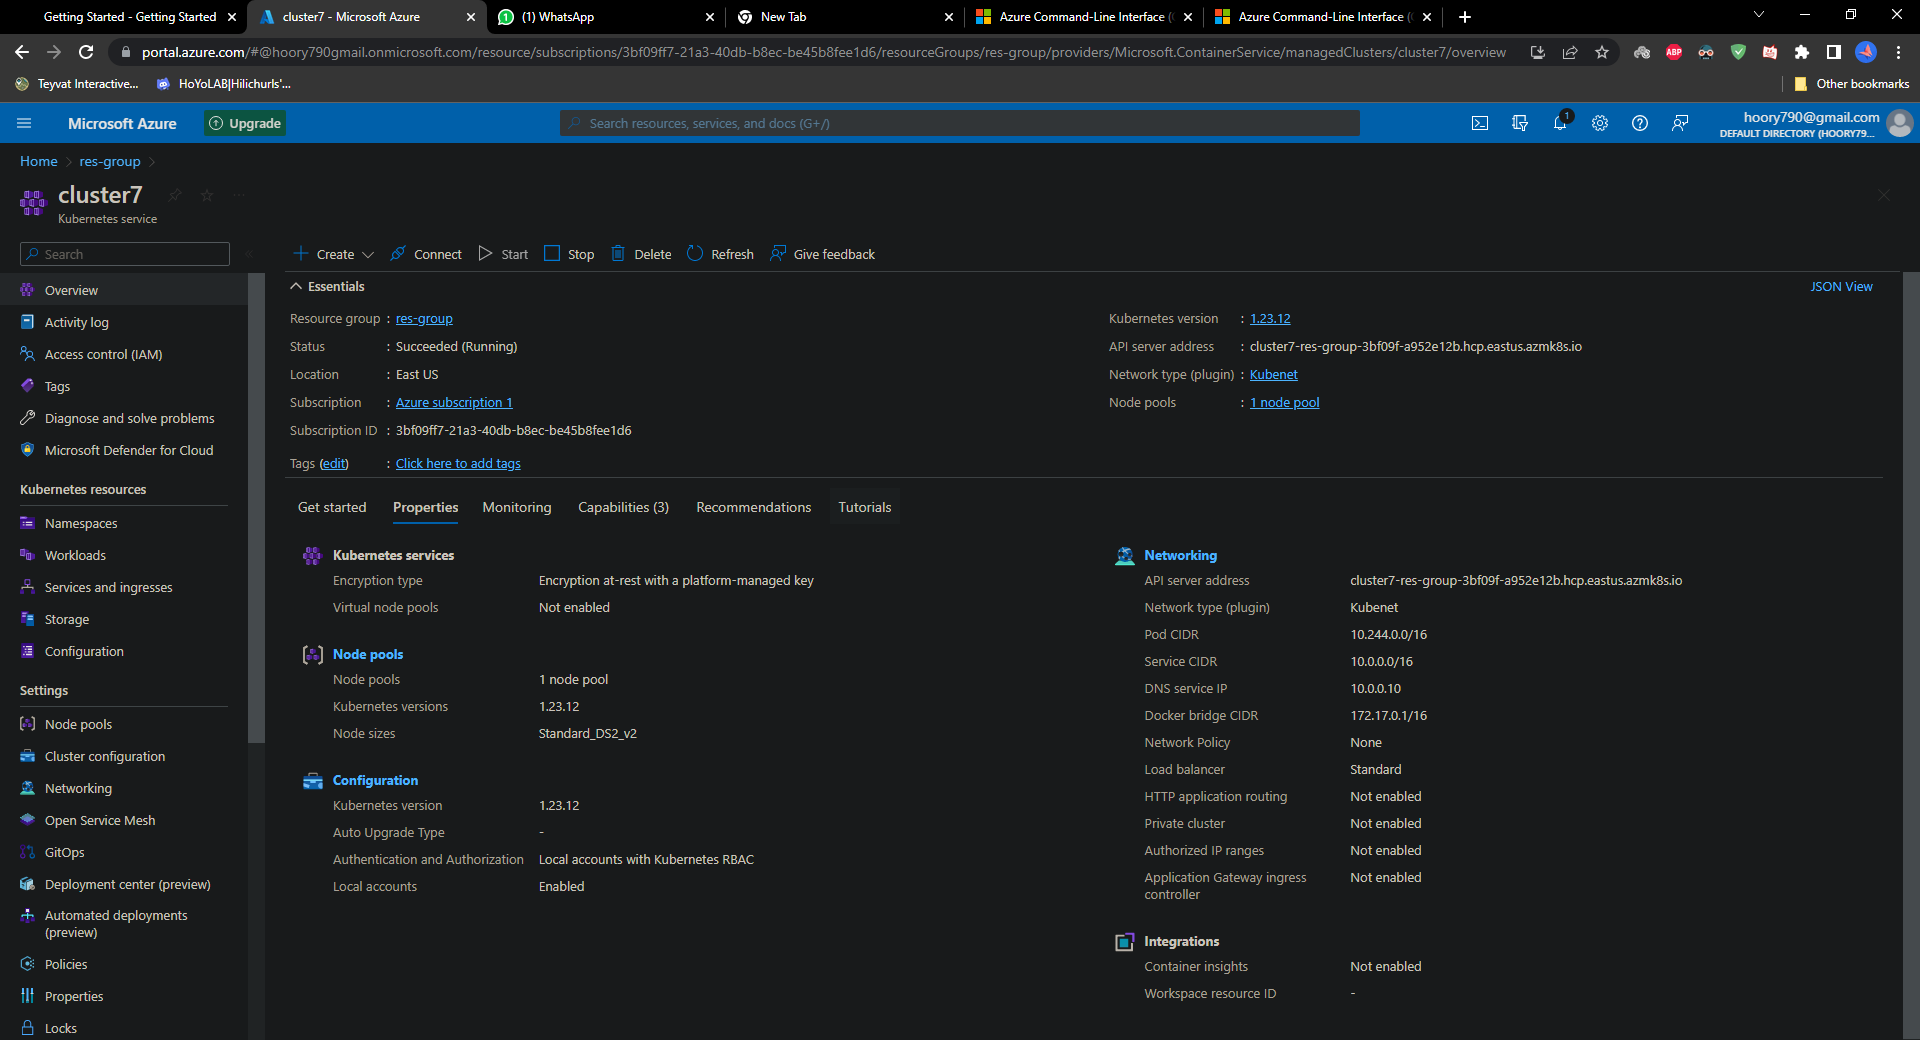 Getting Started - Getting Started
cluster7 - Microsoft Azure
(1) WhatsApp
New Tab
Azure Command-Line Interface (
Azure Command-Line Interface (
portal.azure.com/#@hoory790gmail.onmicrosoft.com/resource/subscriptions/3bf09ff7-21a3-40db-b8ec-be45b8fee1d6/resourceGroups/res-group/providers/Microsoft.ContainerService/managedClusters/cluster7/overview
ABP
Teyvat Interactive...
HoYoLAB|Hilichurls'...
Other bookmarks
Microsoft Azure
Upgrade
Search resources, services, and docs (G+/)
1
hoory790@gmail.com
DEFAULT DIRECTORY (HOORY79...
Home > res-group >
cluster7
Kubernetes service
Search
Create
Connect
Start
Stop
Delete
Refresh
Give feedback
Overview
Activity log
Access control (IAM)
Tags
Diagnose and solve problems
Microsoft Defender for Cloud
Kubernetes resources
Namespaces
Workloads
Services and ingresses
Storage
Configuration
Settings
Node pools
Cluster configuration
Networking
Open Service Mesh
GitOps
Deployment center (preview)
Automated deployments
(preview)
Policies
Properties
Locks
Essentials
JSON View
Resource group : res-group
Status : Succeeded (Running)
Location : East US
Subscription : Azure subscription 1
Subscription ID : 3bf09ff7-21a3-40db-b8ec-be45b8fee1d6
Tags (edit) : Click here to add tags
Kubernetes version : 1.23.12
API server address : cluster7-res-group-3bf09f-a952e12b.hcp.eastus.azmk8s.io
Network type (plugin) : Kubenet
Node pools : 1 node pool
Get started
Properties
Monitoring
Capabilities (3)
Recommendations
Tutorials
Kubernetes services
Encryption type Encryption at-rest with a platform-managed key
Virtual node pools Not enabled
Node pools
Node pools 1 node pool
Kubernetes versions 1.23.12
Node sizes Standard_DS2_v2
Configuration
Kubernetes version 1.23.12
Auto Upgrade Type -
Authentication and Authorization Local accounts with Kubernetes RBAC
Local accounts Enabled
Networking
API server address cluster7-res-group-3bf09f-a952e12b.hcp.eastus.azmk8s.io
Network type (plugin) Kubenet
Pod CIDR 10.244.0.0/16
Service CIDR 10.0.0.0/16
DNS service IP 10.0.0.10
Docker bridge CIDR 172.17.0.1/16
Network Policy None
Load balancer Standard
HTTP application routing Not enabled
Private cluster Not enabled
Authorized IP ranges Not enabled
Application Gateway ingress Not enabled
controller
Integrations
Container insights Not enabled
Workspace resource ID -